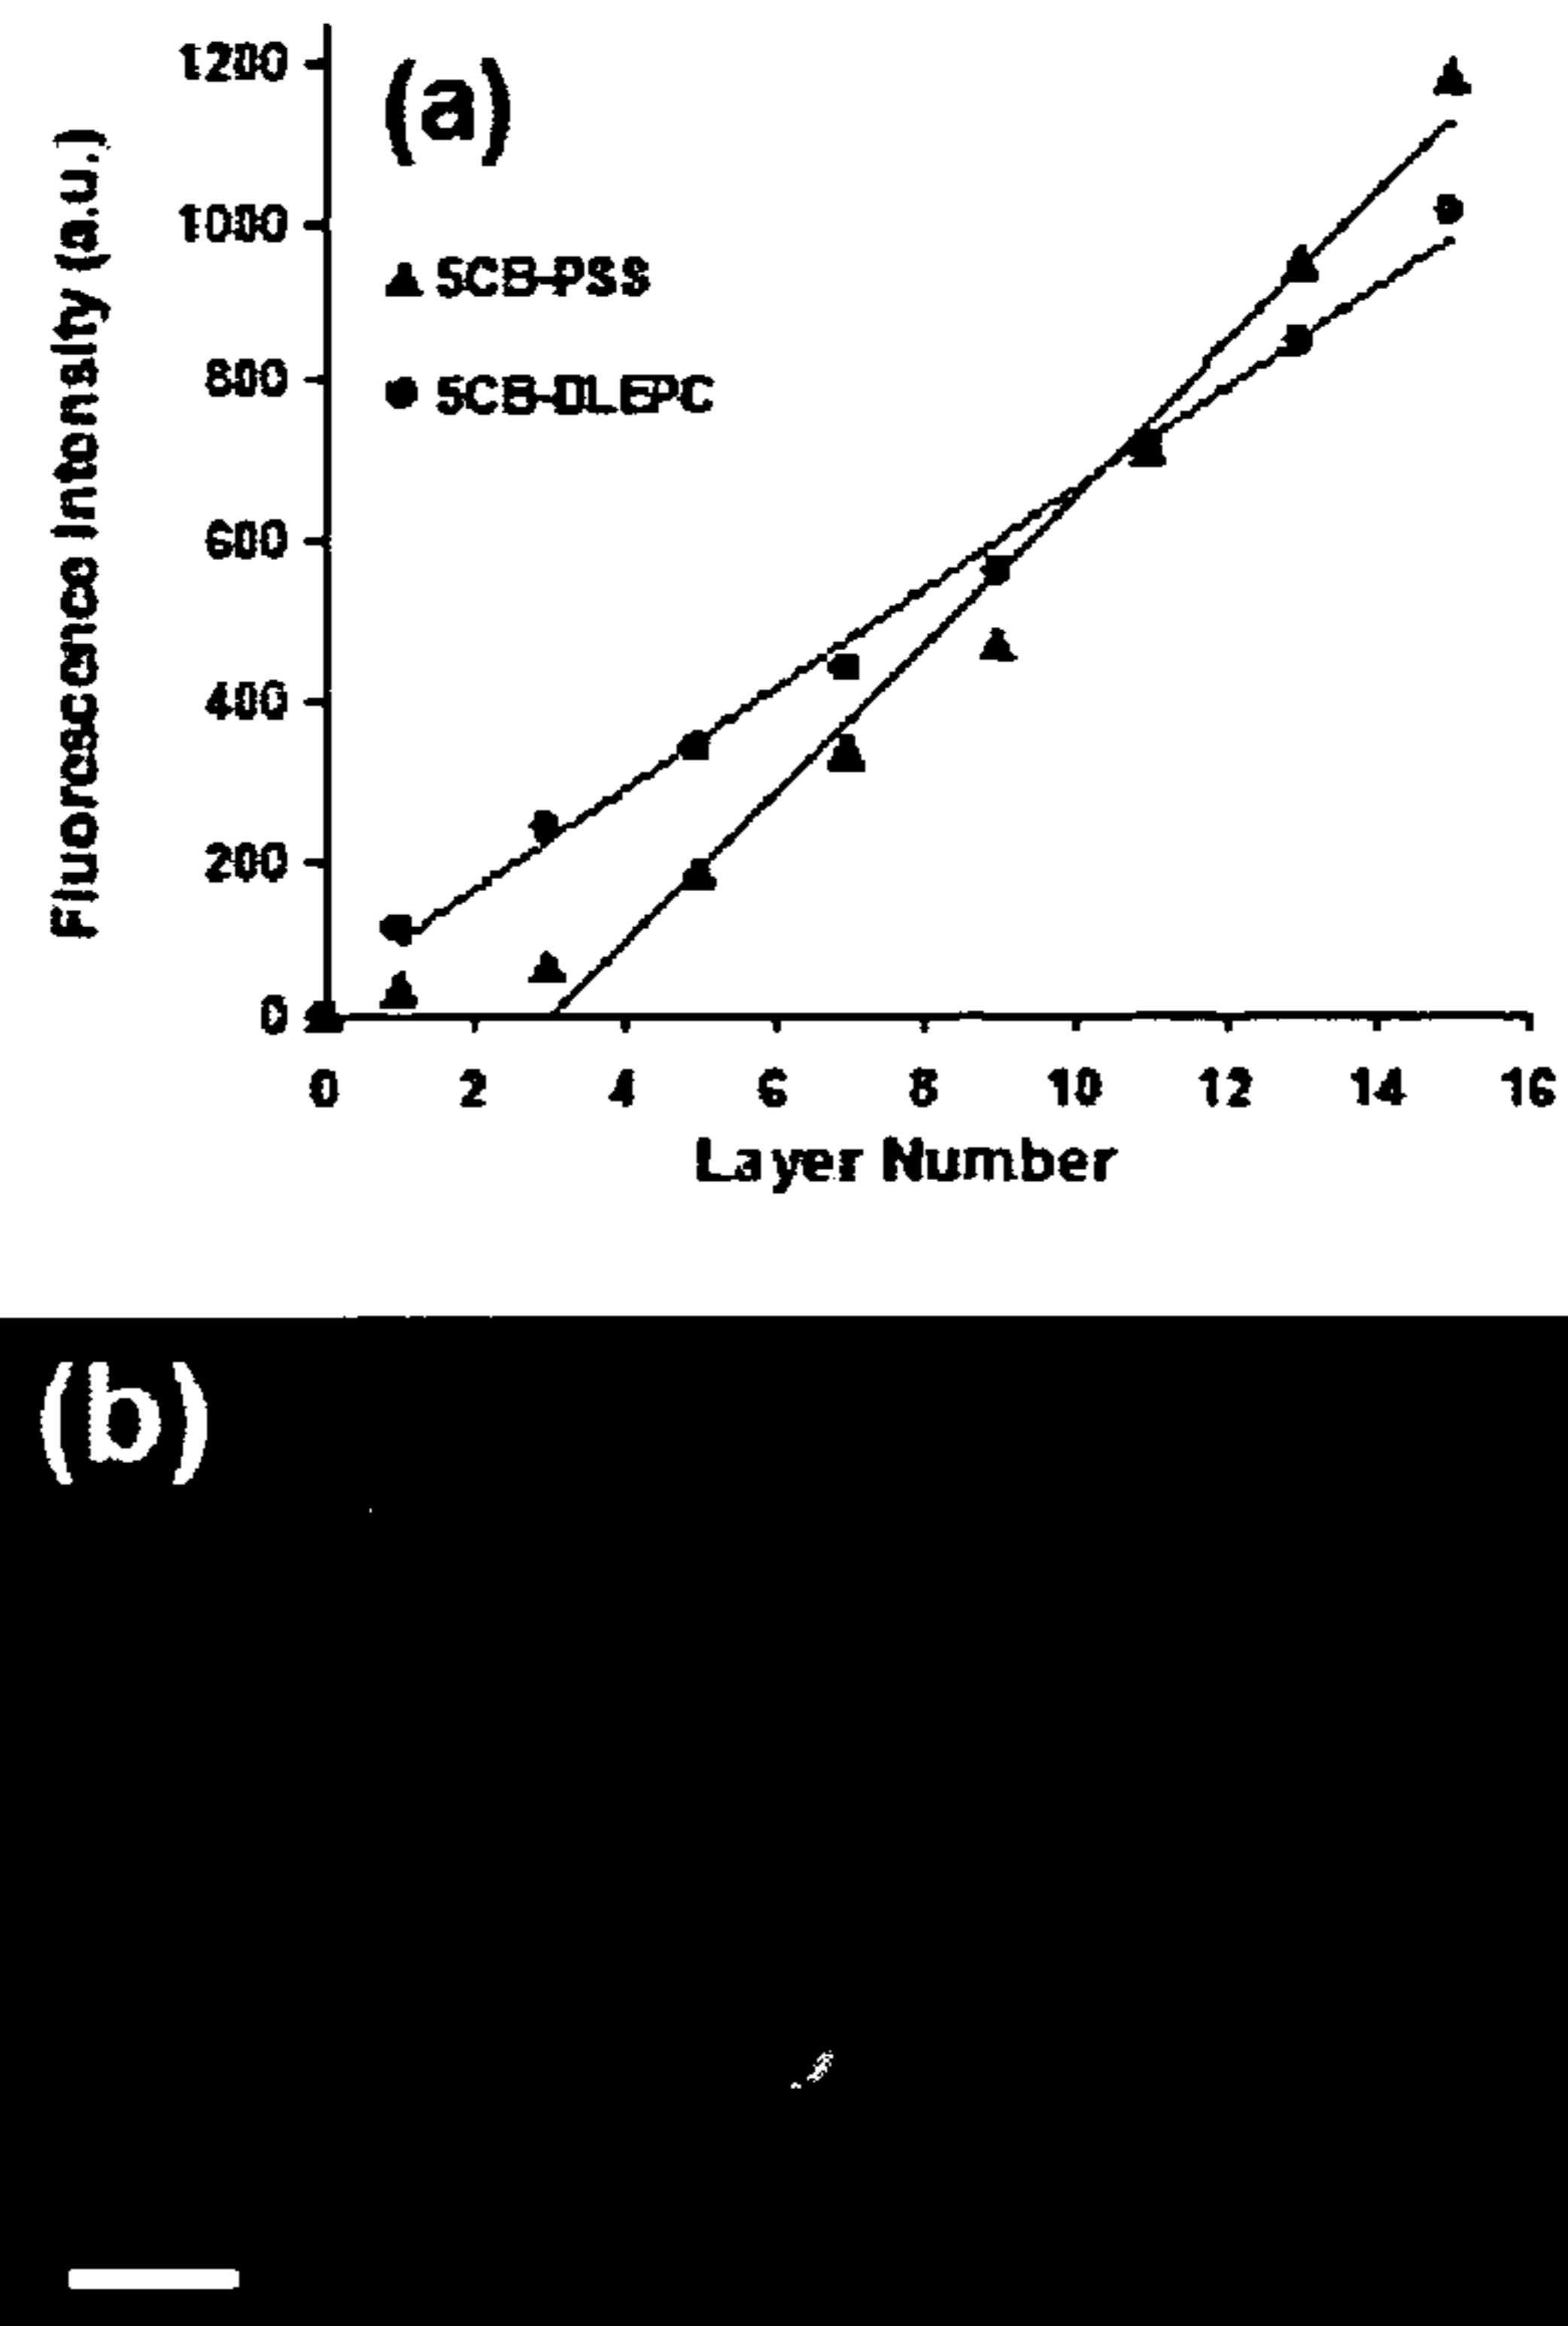 (a)
1200
1000
800
600
400
200
0
Fluorescence Intensity (a.u.)
▲ 5CB-PSS
● 5CB-DLEPC
0 2 4 6 8 10 12 14 16
Layer Number
(b)